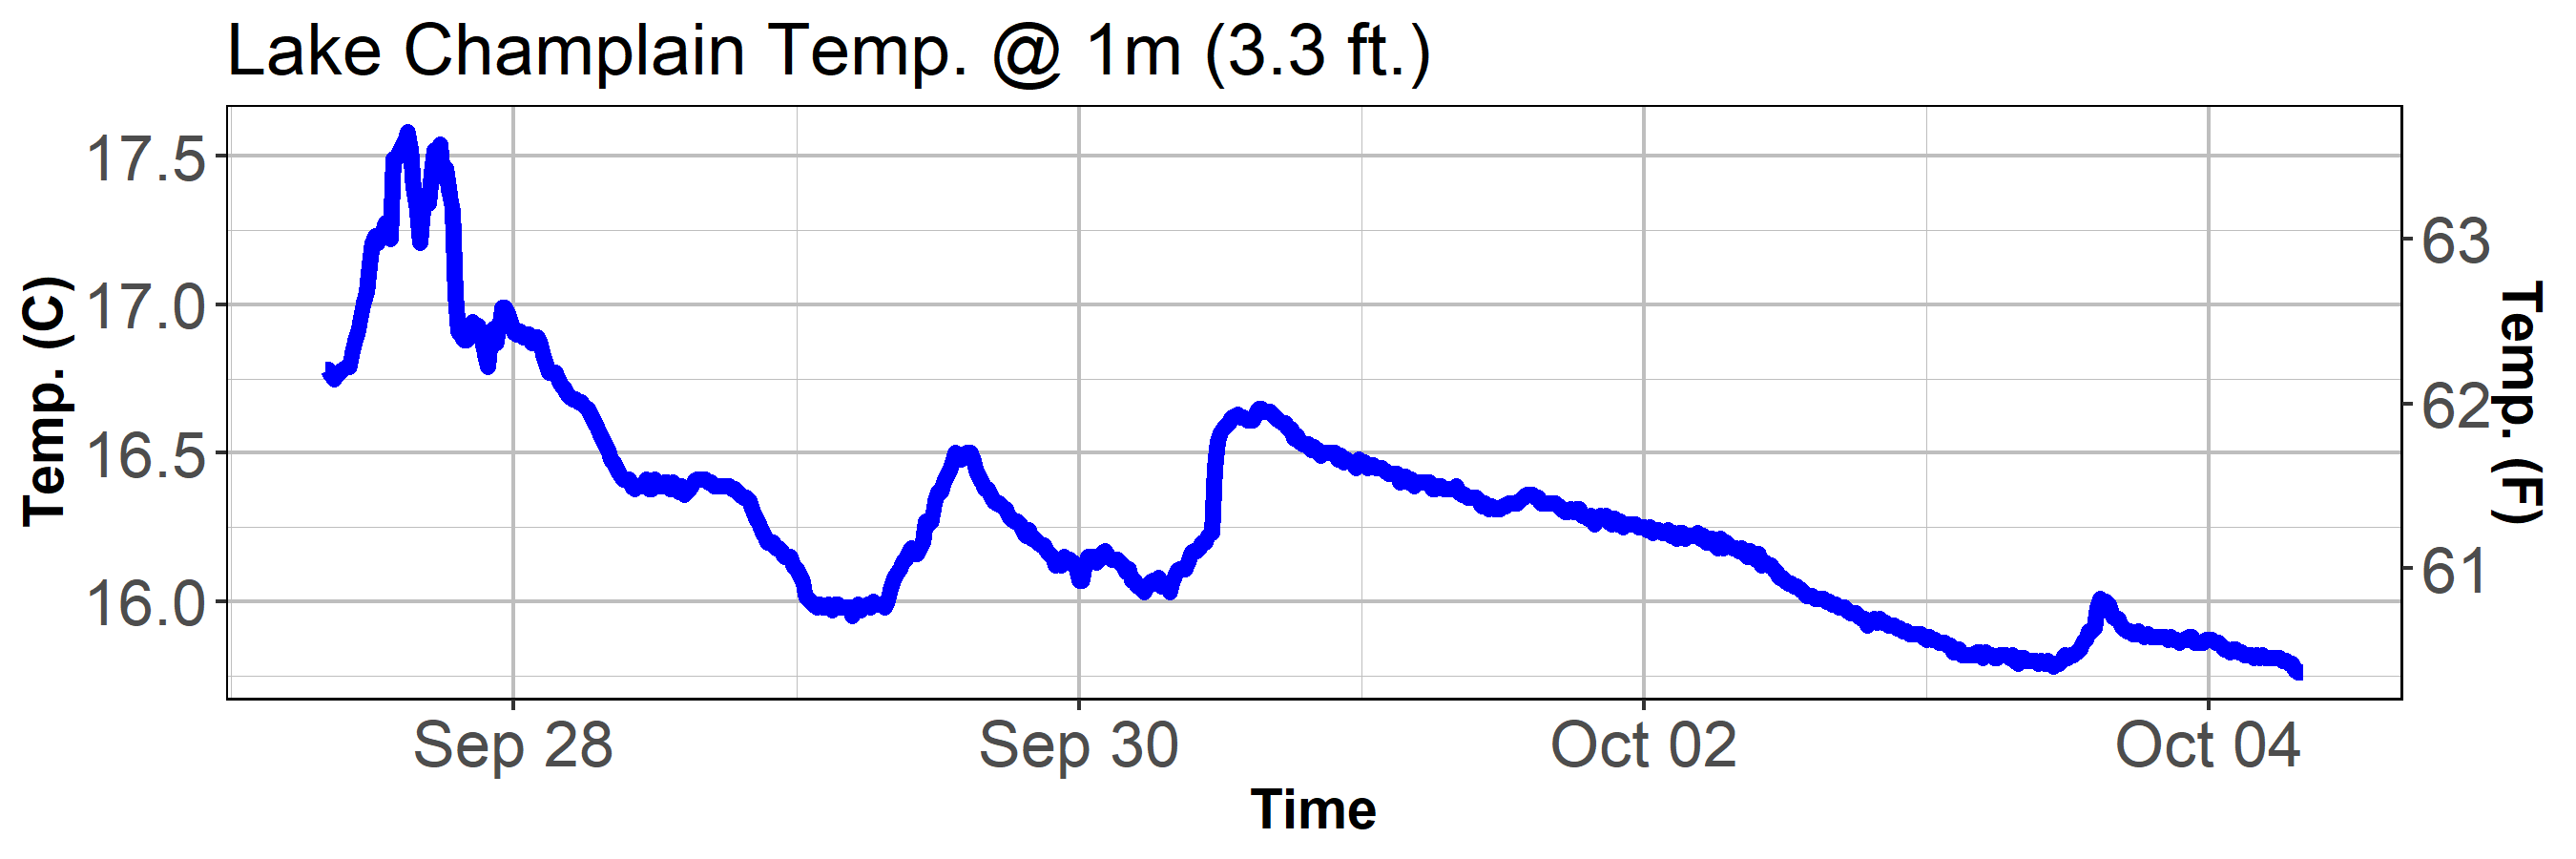 Lake Champlain Temp. @ 1m (3.3 ft.)
Temp. (C)
17.5
17.0
16.5
16.0
63
62
61
Temp. (F)
Sep 28
Sep 30
Oct 02
Oct 04
Time